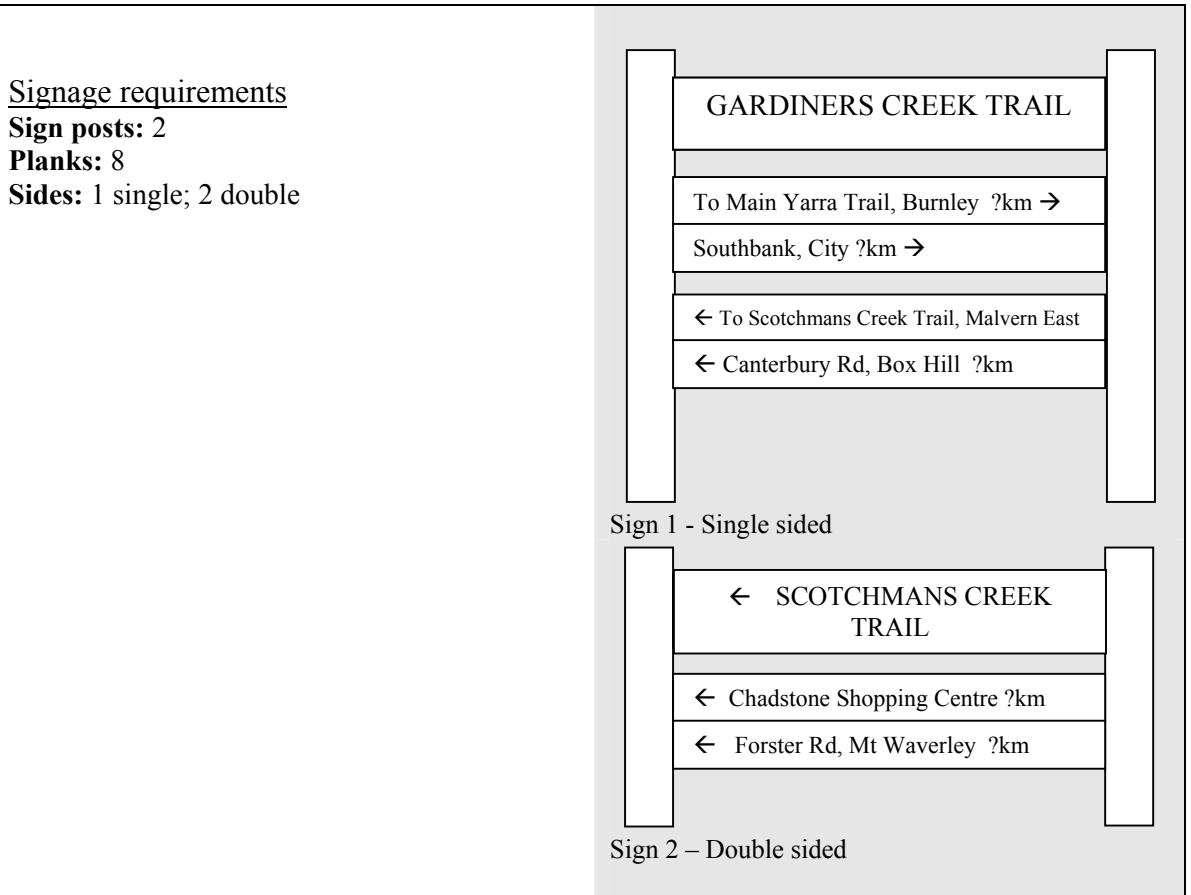 Signage requirements
Sign posts: 2
Planks: 8
Sides: 1 single; 2 double
GARDINERS CREEK TRAIL
To Main Yarra Trail, Burnley ?km →
Southbank, City ?km →
← To Scotchmans Creek Trail, Malvern East
← Canterbury Rd, Box Hill ?km
Sign 1 - Single sided
← SCOTCHMANS CREEK
TRAIL
← Chadstone Shopping Centre ?km
← Forster Rd, Mt Waverley ?km
Sign 2 – Double sided